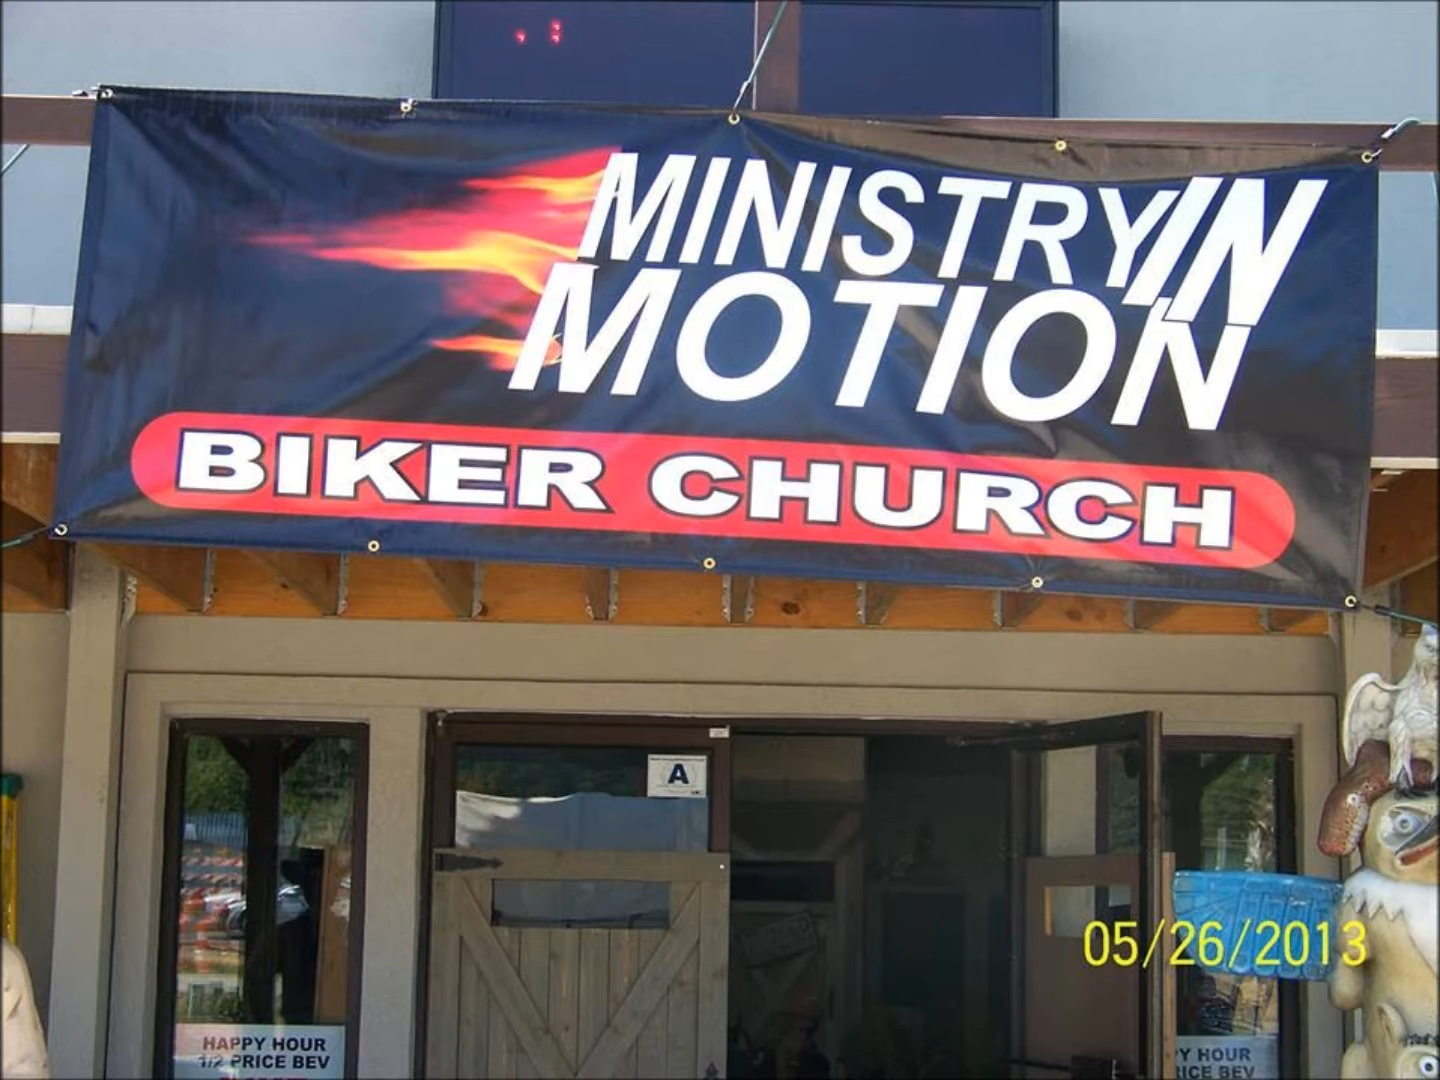 MINISTRY IN
MOTION
BIKER CHURCH
A
HAPPY HOUR
1/2 PRICE BEV
05/26/2013
Y HOUR
RICE BEV